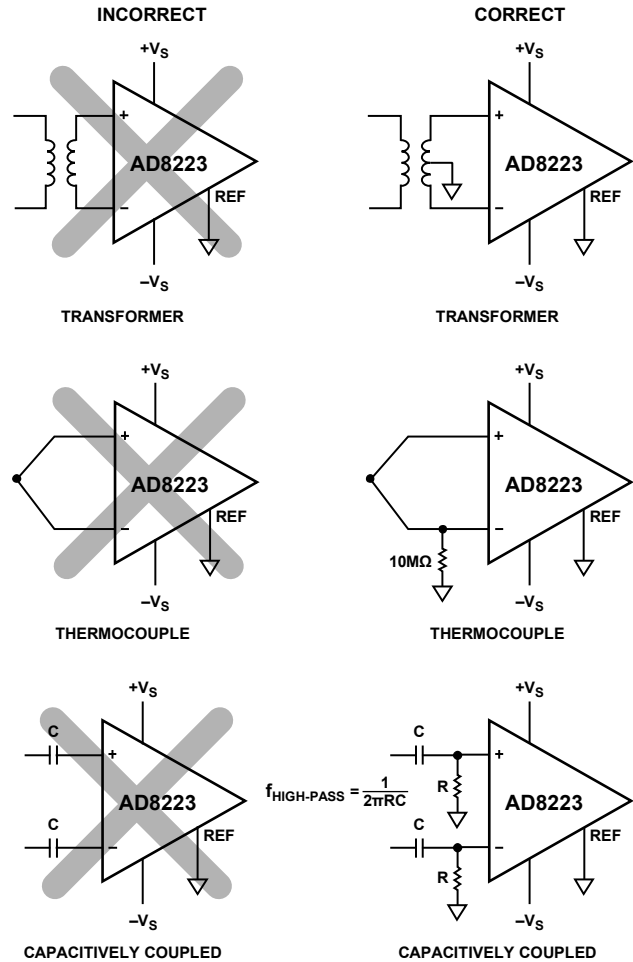 INCORRECT
CORRECT
+VS
+
AD8223
−
REF
−VS
TRANSFORMER
+VS
+
AD8223
−
REF
−VS
TRANSFORMER
+VS
+
AD8223
−
REF
−VS
THERMOCOUPLE
+VS
+
AD8223
−
REF
10MΩ
−VS
THERMOCOUPLE
+VS
C
+
AD8223
C
−
REF
−VS
CAPACITIVELY COUPLED
fHIGH-PASS = 1
2πRC
+VS
C
+
R
AD8223
C
−
REF
R
−VS
CAPACITIVELY COUPLED